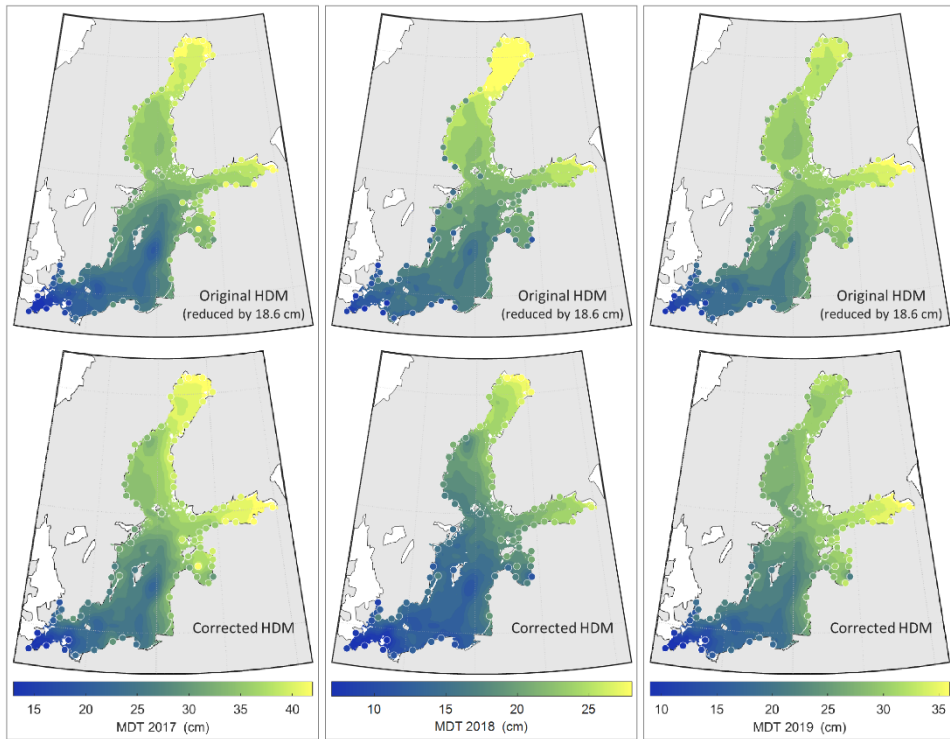 Original HDM
(reduced by 18.6 cm)
Original HDM
(reduced by 18.6 cm)
Original HDM
(reduced by 18.6 cm)
Corrected HDM
Corrected HDM
Corrected HDM
15 20 25 30 35 40
MDT 2017 (cm)
10 15 20 25
MDT 2018 (cm)
10 15 20 25 30 35
MDT 2019 (cm)